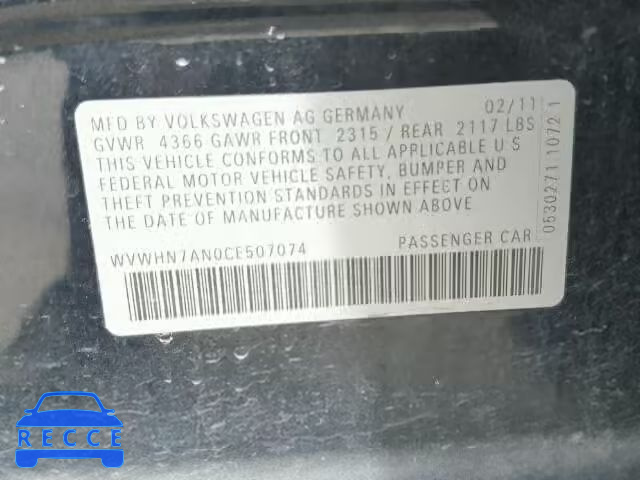 MFD BY VOLKSWAGEN AG GERMANY 02/11
GVWR 4366 GAWR FRONT 2315 / REAR 2117 LBS
THIS VEHICLE CONFORMS TO ALL APPLICABLE U S
FEDERAL MOTOR VEHICLE SAFETY, BUMPER AND
THEFT PREVENTION STANDARDS IN EFFECT ON
THE DATE OF MANUFACTURE SHOWN ABOVE
WVWHN7AN0CE507074 PASSENGER CAR
0530271107 2 1
RECCE